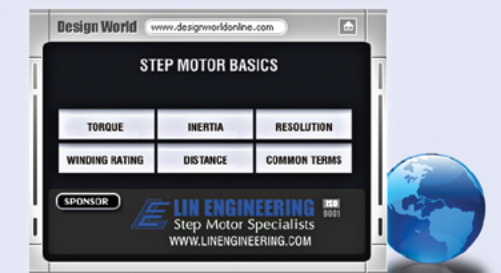 Design World www.designworldonline.com
STEP MOTOR BASICS
TORQUE INERTIA RESOLUTION
WINDING RATING DISTANCE COMMON TERMS
SPONSOR
LIN ENGINEERING ISO 9001
Step Motor Specialists
WWW.LINENGINEERING.COM